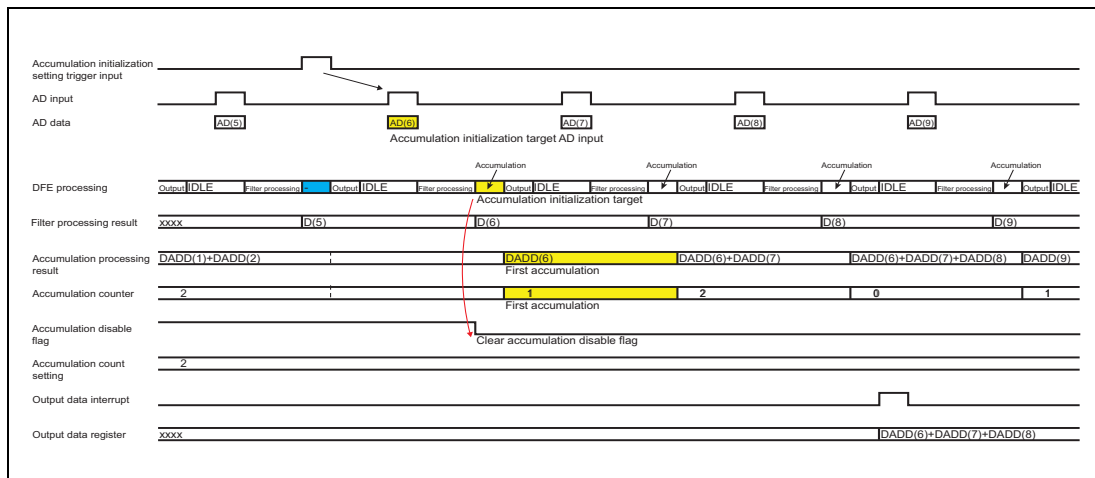 Accumulation initialization
setting trigger input
AD input
AD data
AD(5) AD(6) AD(7) AD(8) AD(9)
Accumulation initialization target AD input
Accumulation Accumulation Accumulation Accumulation
DFE processing
Output IDLE Filter processing - Output IDLE Filter processing Output IDLE Filter processing Output IDLE Filter processing Output IDLE Filter processing Output IDLE
Accumulation initialization target
Filter processing result
xxxx D(5) D(6) D(7) D(8) D(9)
Accumulation processing
result
DADD(1)+DADD(2) DADD(6) DADD(6)+DADD(7) DADD(6)+DADD(7)+DADD(8) DADD(9)
First accumulation
Accumulation counter
2 1 2 0 1
First accumulation
Accumulation disable
flag
Clear accumulation disable flag
Accumulation count
setting
2
Output data interrupt
Output data register
xxxx DADD(6)+DADD(7)+DADD(8)